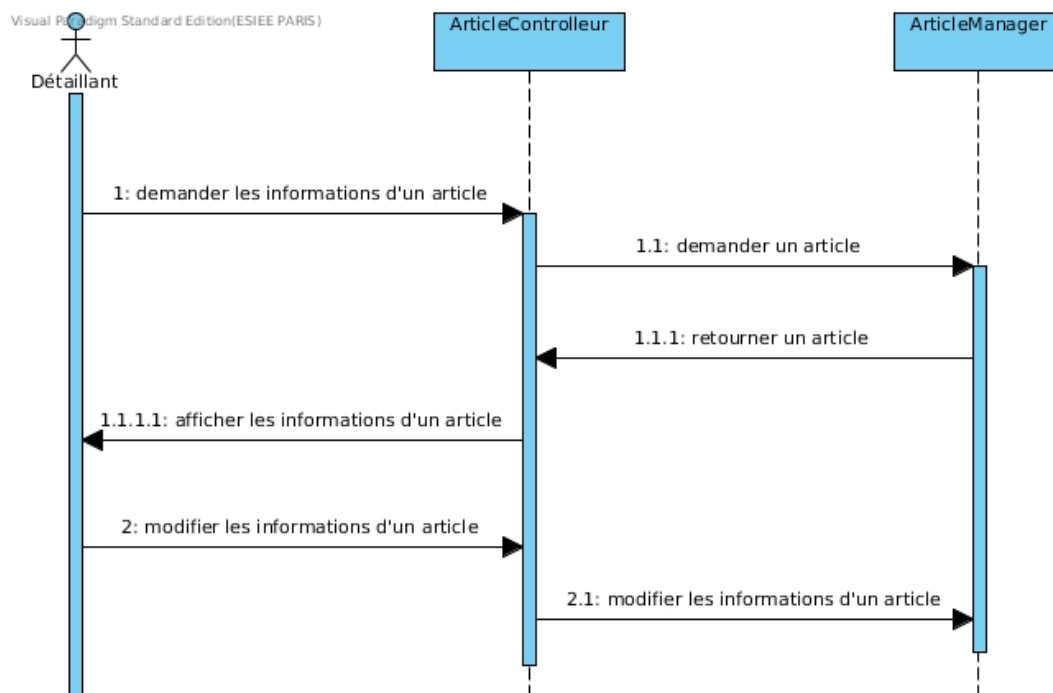 Visual Paradigm Standard Edition(ESIEE PARIS)
ArticleControlleur
ArticleManager
Détaillant
1: demander les informations d'un article
1.1: demander un article
1.1.1: retourner un article
1.1.1.1: afficher les informations d'un article
2: modifier les informations d'un article
2.1: modifier les informations d'un article